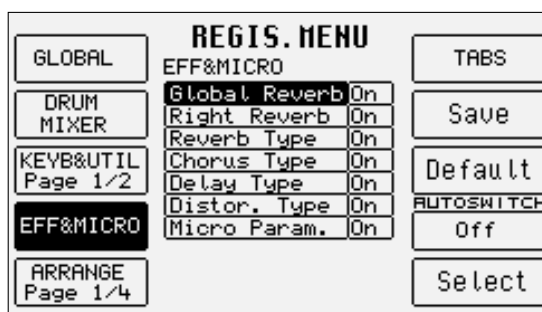 REGIS.MENU
EFF&MICRO
GLOBAL
DRUM
MIXER
KEYB&UTIL
Page 1/2
EFF&MICRO
ARRANGE
Page 1/4
Global Reverb On
Right Reverb On
Reverb Type On
Chorus Type On
Delay Type On
Distor. Type On
Micro Param. On
TABS
Save
Default
AUTOSWITCH
Off
Select